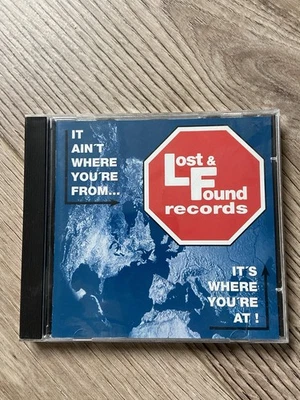 IT
AIN'T
WHERE
YOU'RE
FROM...
Lost &
Found
records
IT'S
WHERE
YOU'RE
AT !